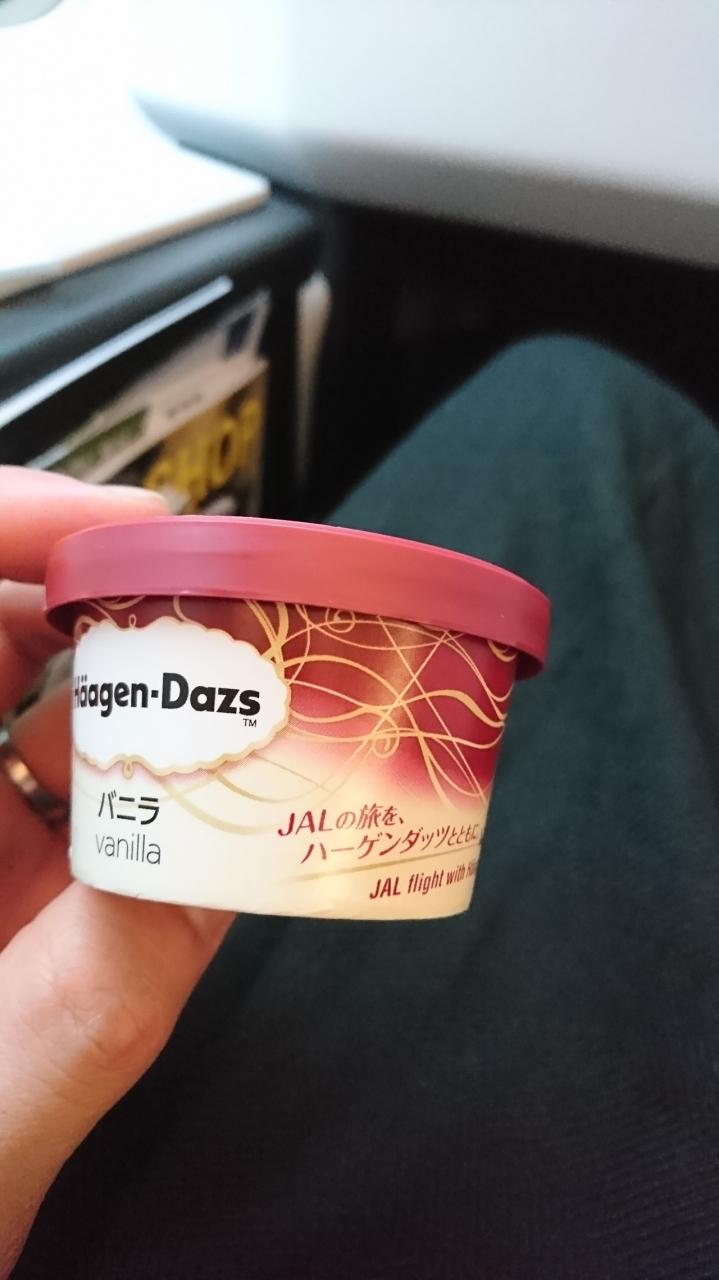 SHOP
Häagen-Dazs
TM
バニラ
vanilla
JALの旅を、
ハーゲンダッツとともに
JAL flight with